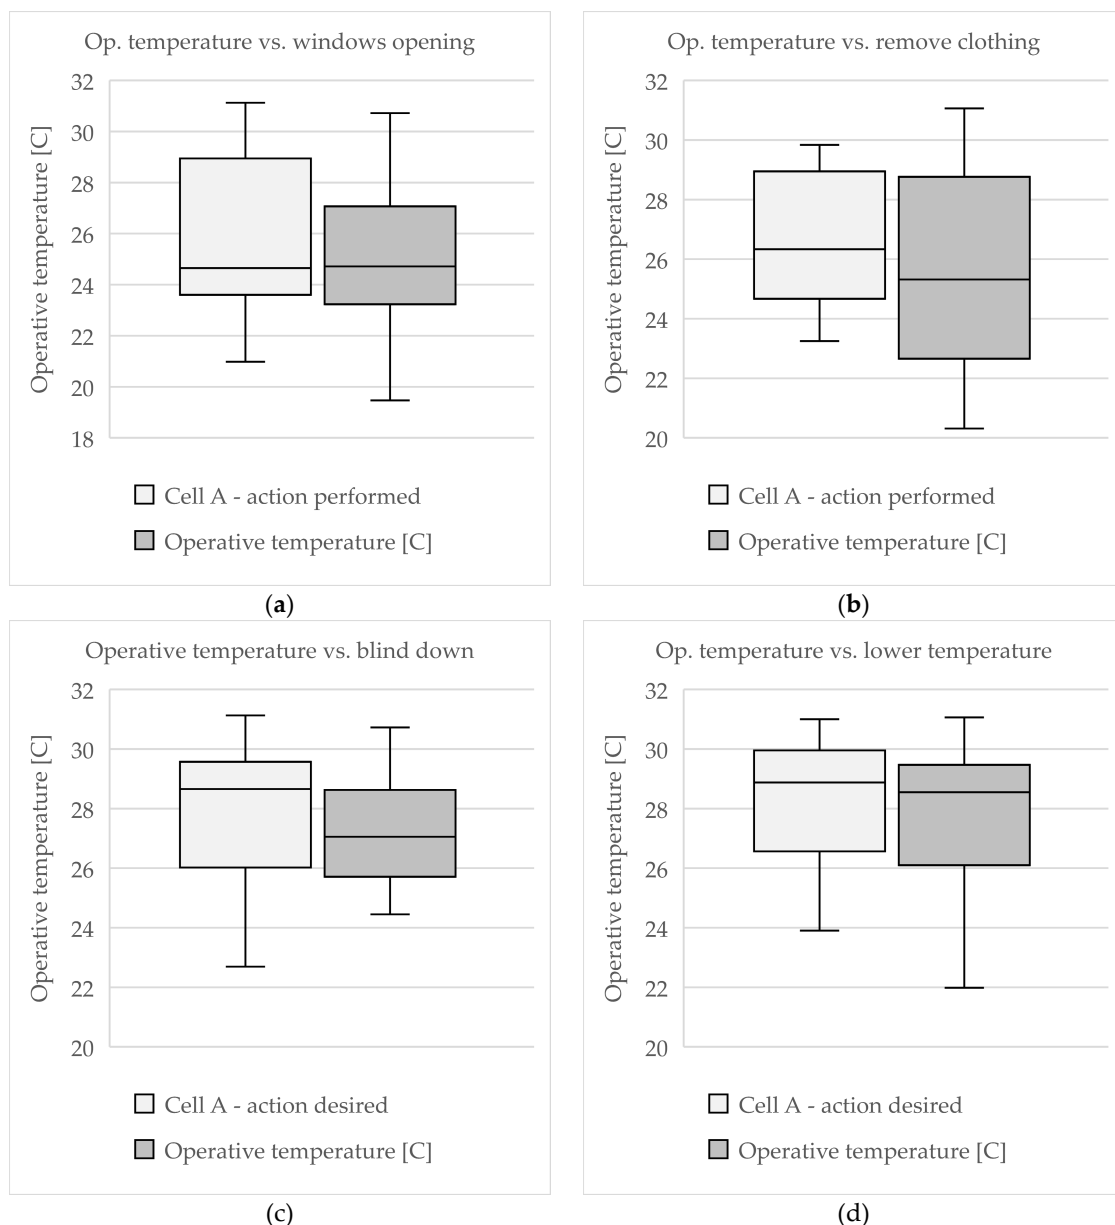 Op. temperature vs. windows opening
Operative temperature [C]
32
30
28
26
24
22
20
18
Cell A - action performed
Operative temperature [C]
(a)
Op. temperature vs. remove clothing
Operative temperature [C]
32
30
28
26
24
22
20
Cell A - action performed
Operative temperature [C]
(b)
Operative temperature vs. blind down
Operative temperature [C]
32
30
28
26
24
22
20
Cell A - action desired
Operative temperature [C]
(c)
Op. temperature vs. lower temperature
Operative temperature [C]
32
30
28
26
24
22
20
Cell A - action desired
Operative temperature [C]
(d)